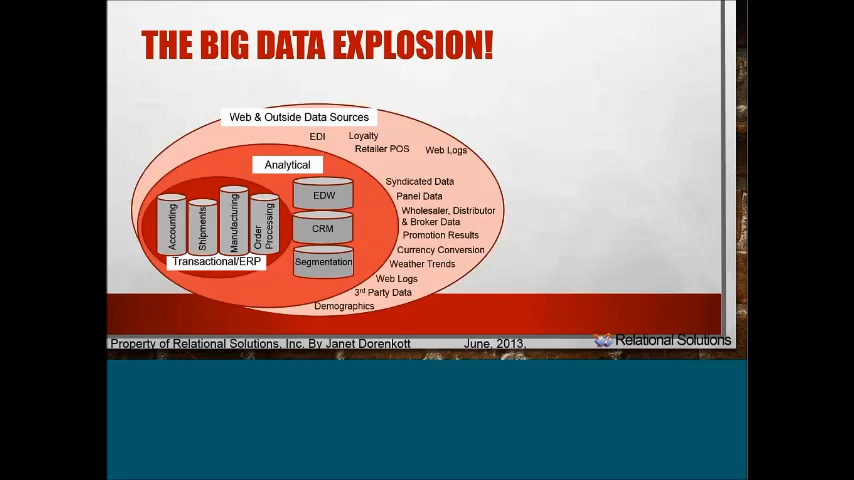 THE BIG DATA EXPLOSION!
Web & Outside Data Sources
EDI
Loyalty
Retailer POS
Web Logs
Analytical
Syndicated Data
Panel Data
Wholesaler, Distributor
& Broker Data
Promotion Results
Currency Conversion
Weather Trends
Web Logs
3rd Party Data
Demographics
EDW
CRM
Segmentation
Accounting
Shipments
Manufacturing
Order
Processing
Transactional/ERP
Property of Relational Solutions, Inc. By Janet Dorenkott
June, 2013,
Relational Solutions